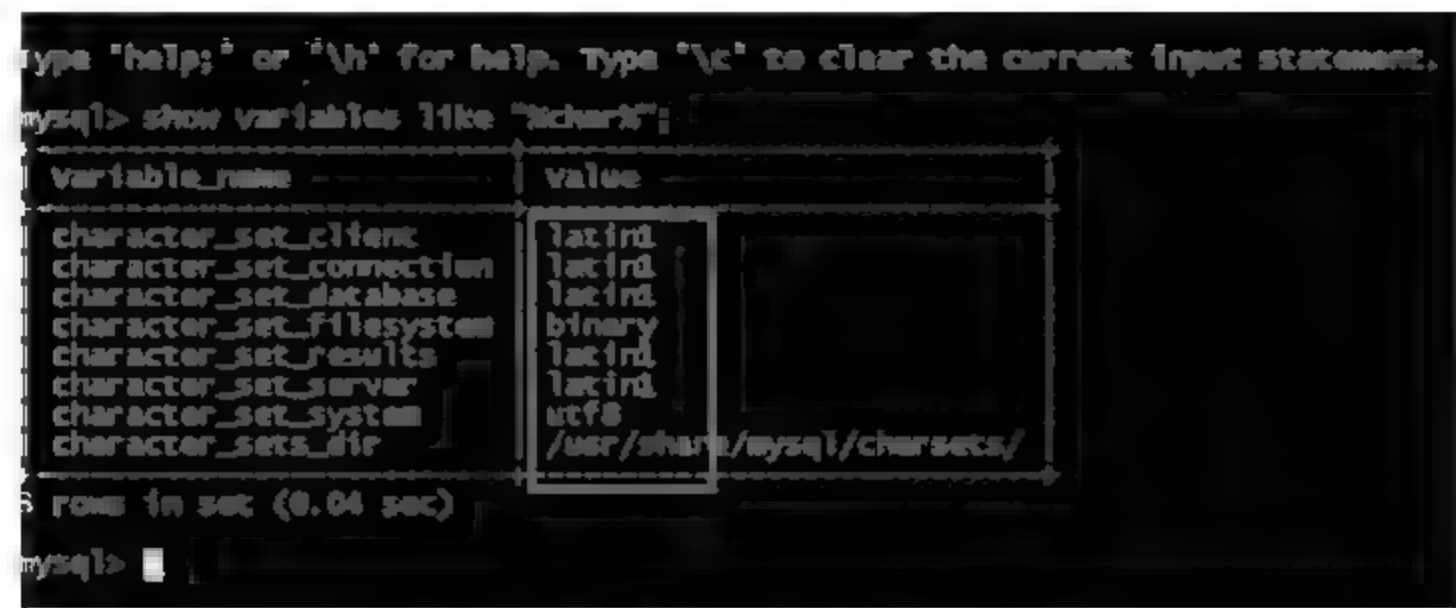 Type 'help;' or '\h' for help. Type '\c' to clear the current input statement.
mysql> show variables like "%char%";
Variable_name | Value
character_set_client | latin1
character_set_connection | latin1
character_set_database | latin1
character_set_filesystem | binary
character_set_results | latin1
character_set_server | latin1
character_set_system | utf8
character_sets_dir | /usr/share/mysql/charsets/
8 rows in set (0.04 sec)
mysql>